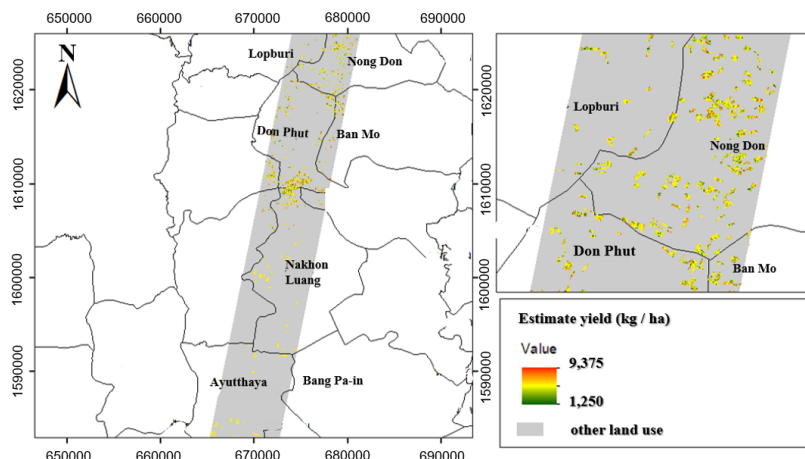 650000 660000 670000 680000 690000
N
Lopburi
Nong Don
Don Phut
Ban Mo
Nakhon
Luang
Ayutthaya
Bang Pa-in
1620000
1610000
1600000
1590000
650000 660000 670000 680000 690000
Lopburi
Nong Don
Don Phut
Ban Mo
1620000
1610000
1600000
1590000
Estimate yield (kg / ha)
Value
9,375
1,250
other land use